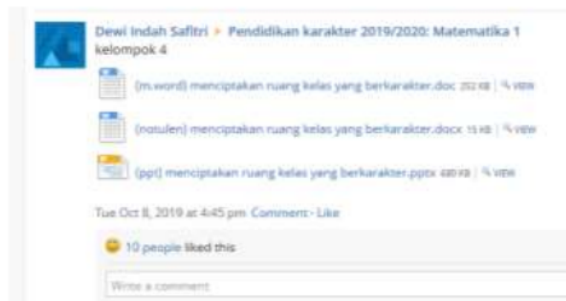 Dewi Indah Safitri ▸ Pendidikan karakter 2019/2020: Matematika 1
kelompok 4
(m.word) menciptakan ruang kelas yang berkarakter.doc 252 KB | VIEW
(notulen) menciptakan ruang kelas yang berkarakter.docx 15 KB | VIEW
(ppt) menciptakan ruang kelas yang berkarakter.pptx 480 KB | VIEW
Tue Oct 8, 2019 at 4:45 pm Comment · Like
10 people liked this
Write a comment